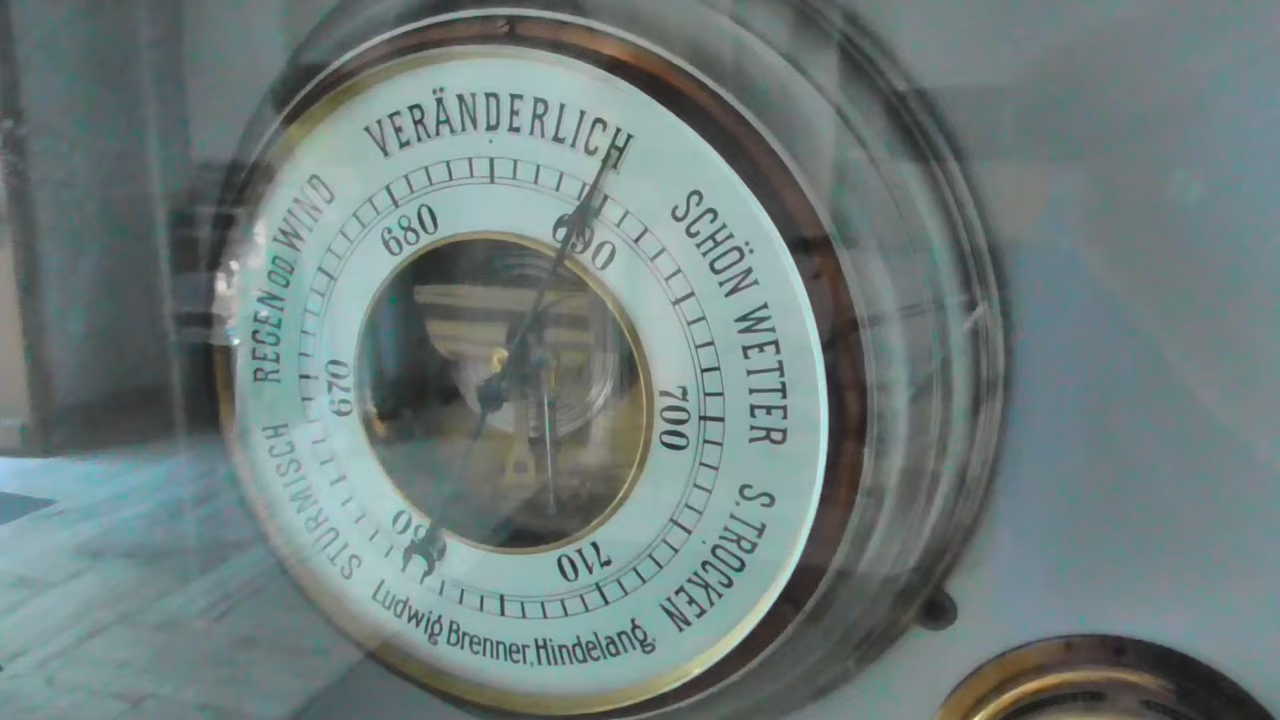 VERÄNDERLICH
REGEN OD WIND
SCHÖN WETTER
STÜRMISCH
S. TROCKEN
680
690
670
700
710
Ludwig Brenner, Hindelang.